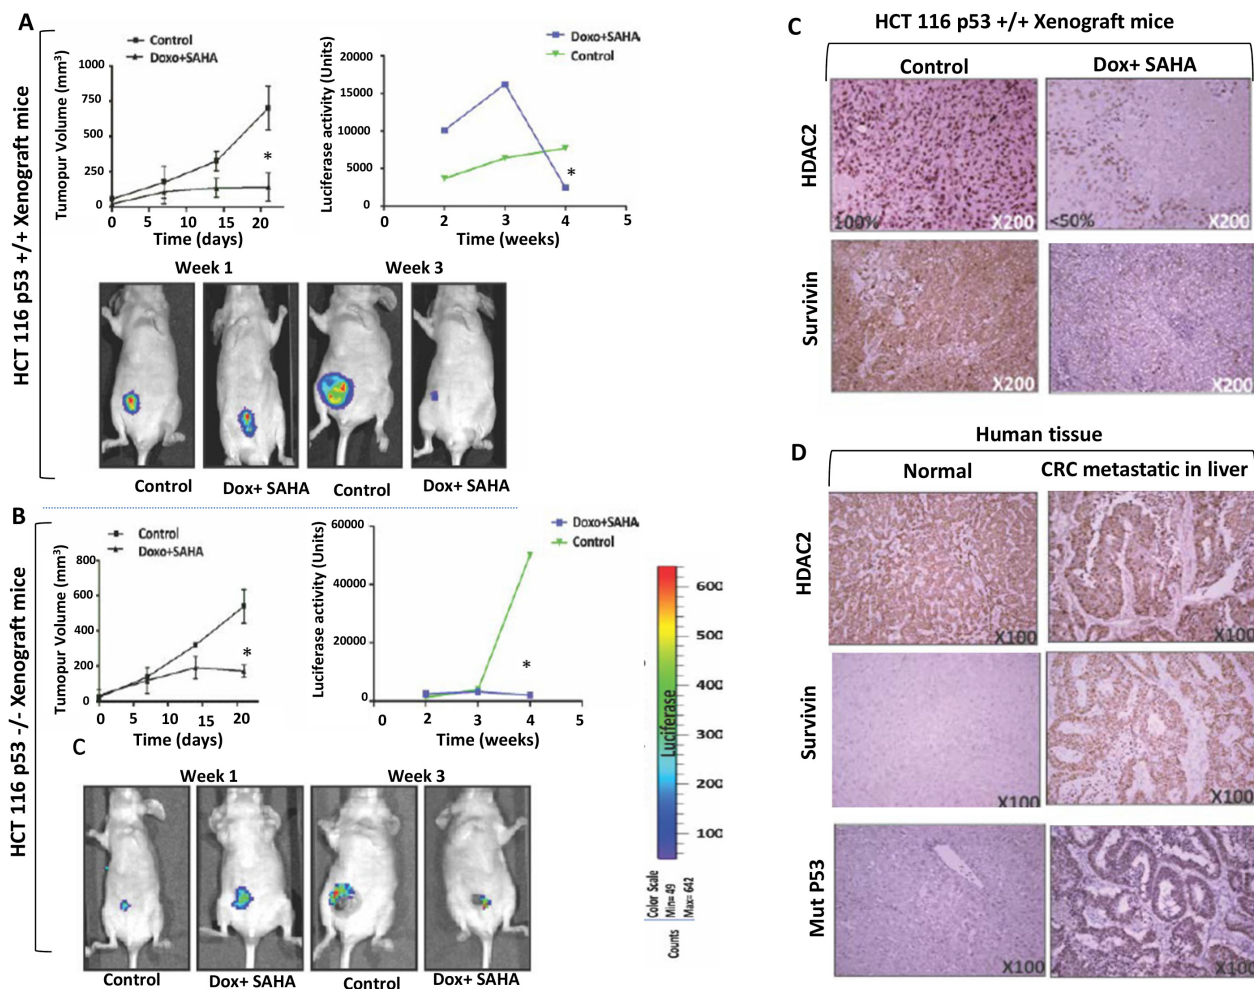 A
HCT 116 p53 +/+ Xenograft mice
Control
Doxo+SAHA
Tumopur Volume (mm³)
1000
750
500
250
0
*
0 5 10 15 20
Time (days)
Doxo+SAHA
Control
Luciferase activity (Units)
20000
15000
10000
5000
0
*
0 2 3 4 5
Time (weeks)
Week 1
Week 3
Control
Dox+ SAHA
Control
Dox+ SAHA
B
HCT 116 p53 -/- Xenograft mice
Control
Doxo+SAHA
Tumopur Volume (mm³)
800
600
400
200
0
*
0 5 10 15 20
Time (days)
Doxo+SAHA
Control
Luciferase activity (Units)
60000
40000
20000
0
*
0 2 3 4 5
Time (weeks)
C
Week 1
Week 3
Control
Dox+ SAHA
Control
Dox+ SAHA
Luciferase
600
500
400
300
200
100
Color Scale
Min= 49
Max= 642
Counts
C
HCT 116 p53 +/+ Xenograft mice
Control
Dox+ SAHA
HDAC2
100%
X200
<50%
X200
Survivin
X200
X200
D
Human tissue
Normal
CRC metastatic in liver
HDAC2
X100
X100
Survivin
X100
X100
Mut P53
X100
X100